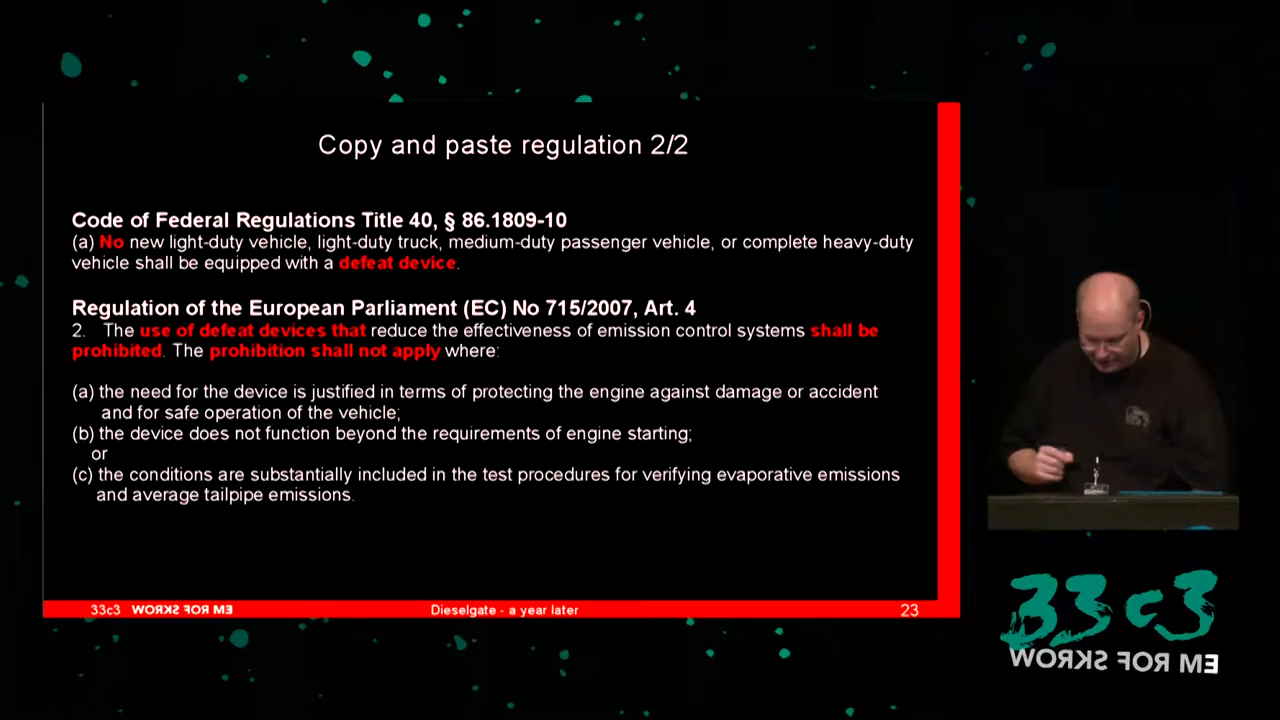 Copy and paste regulation 2/2
Code of Federal Regulations Title 40, § 86.1809-10
(a) No new light-duty vehicle, light-duty truck, medium-duty passenger vehicle, or complete heavy-duty
vehicle shall be equipped with a defeat device.
Regulation of the European Parliament (EC) No 715/2007, Art. 4
2. The use of defeat devices that reduce the effectiveness of emission control systems shall be
prohibited. The prohibition shall not apply where:
(a) the need for the device is justified in terms of protecting the engine against damage or accident
and for safe operation of the vehicle;
(b) the device does not function beyond the requirements of engine starting;
or
(c) the conditions are substantially included in the test procedures for verifying evaporative emissions
and average tailpipe emissions.
33c3 WORKS FOR ME Dieselgate - a year later 23
33c3
WORKS FOR ME